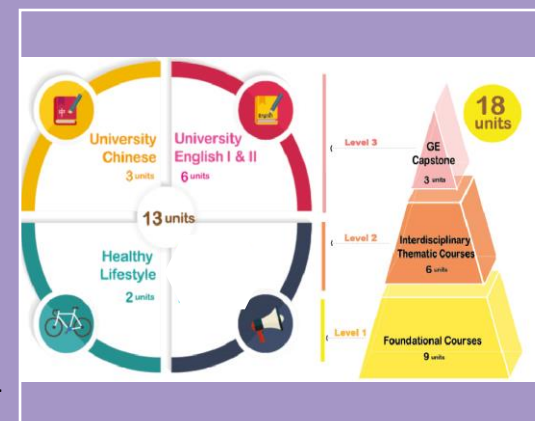 University
Chinese
3 units
University
English I & II
6 units
13 units
Healthy
Lifestyle
2 units
18
units
Level 3
GE
Capstone
3 units
Level 2
Interdisciplinary
Thematic Courses
6 units
Level 1
Foundational Courses
9 units